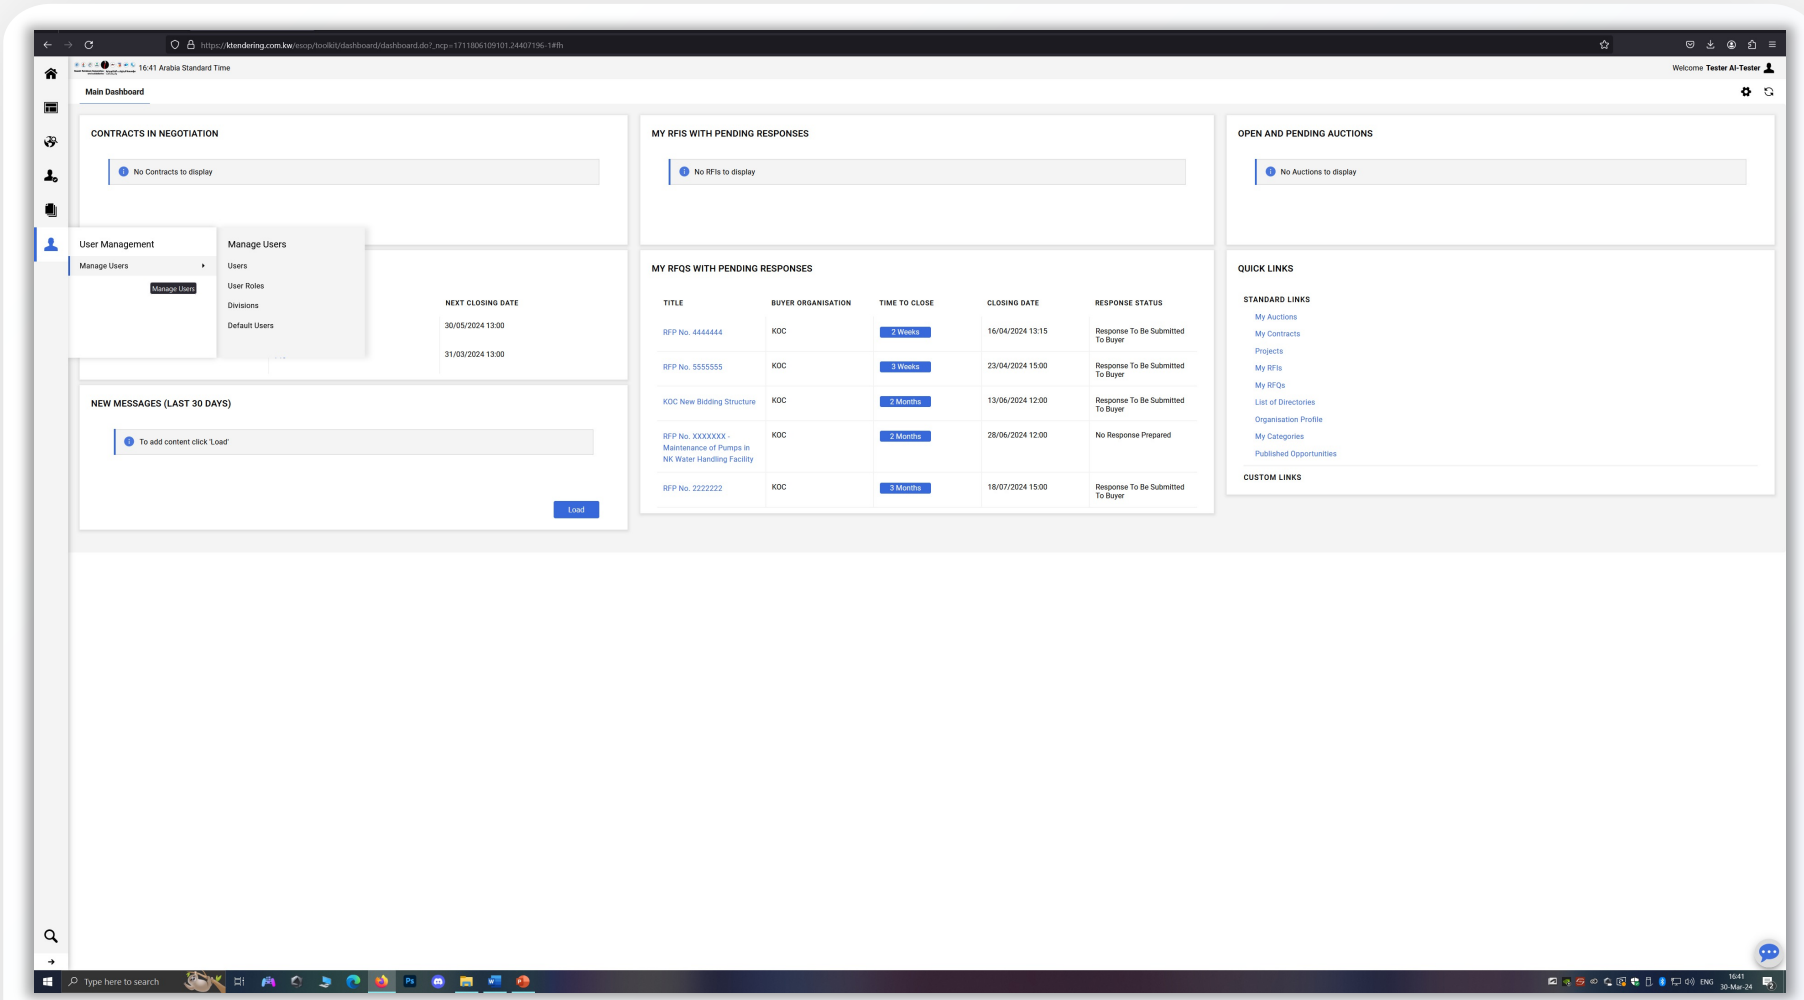 https://ktendering.com.kw/esop/toolkit/dashboard/dashboard.do?_ncp=1711806109101.24407196-1#fh
16:41 Arabia Standard Time
Welcome Tester Al-Tester
Main Dashboard
CONTRACTS IN NEGOTIATION
No Contracts to display
MY RFIS WITH PENDING RESPONSES
No RFIs to display
OPEN AND PENDING AUCTIONS
No Auctions to display
User Management
Manage Users
Manage Users
Manage Users
Users
User Roles
Divisions
Default Users
NEXT CLOSING DATE
30/05/2024 13:00
31/03/2024 13:00
NEW MESSAGES (LAST 30 DAYS)
To add content click 'Load'
Load
MY RFQS WITH PENDING RESPONSES
TITLE BUYER ORGANISATION TIME TO CLOSE CLOSING DATE RESPONSE STATUS
RFP No. 4444444 KOC 2 Weeks 16/04/2024 13:15 Response To Be Submitted
To Buyer
RFP No. 5555555 KOC 3 Weeks 23/04/2024 15:00 Response To Be Submitted
To Buyer
KOC New Bidding Structure KOC 2 Months 13/06/2024 12:00 Response To Be Submitted
To Buyer
RFP No. XXXXXXX - KOC 2 Months 28/06/2024 12:00 No Response Prepared
Maintenance of Pumps in
NK Water Handling Facility
RFP No. 2222222 KOC 3 Months 18/07/2024 15:00 Response To Be Submitted
To Buyer
QUICK LINKS
STANDARD LINKS
My Auctions
My Contracts
Projects
My RFIs
My RFQs
List of Directories
Organisation Profile
My Categories
Published Opportunities
CUSTOM LINKS
Type here to search
Ps
ENG
16:41
30-Mar-24